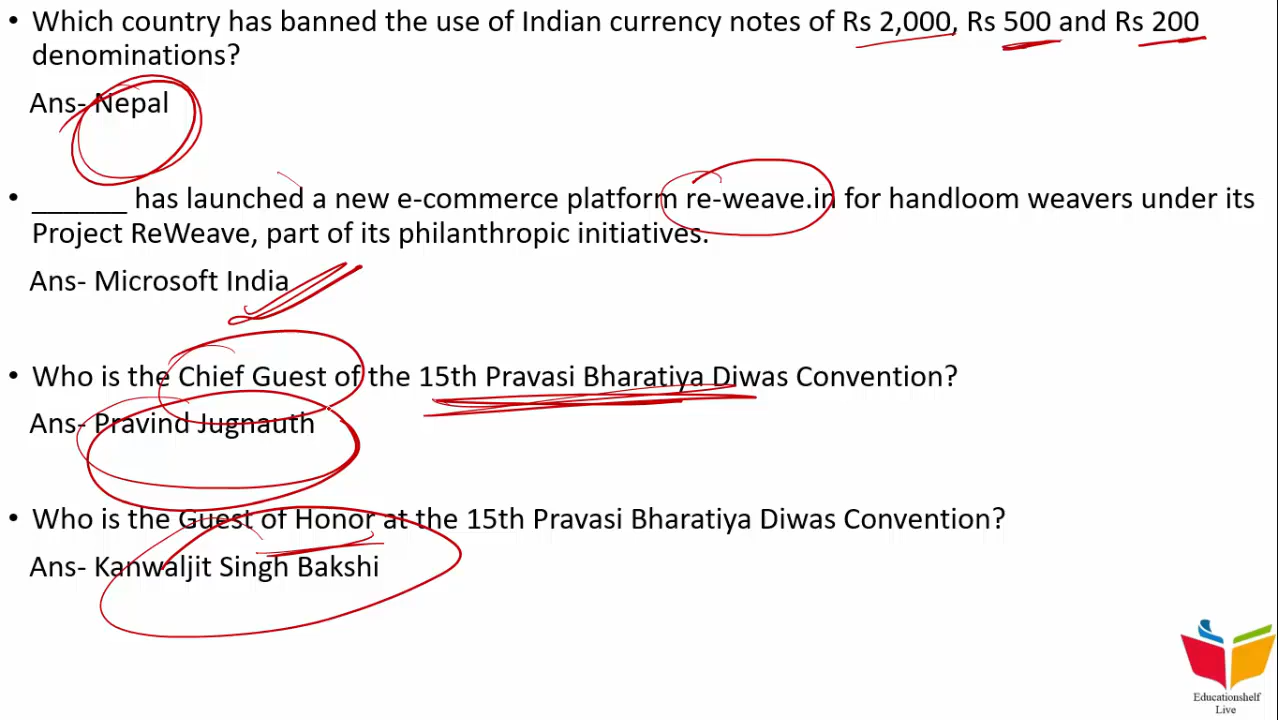 • Which country has banned the use of Indian currency notes of Rs 2,000, Rs 500 and Rs 200
denominations?
Ans- Nepal
• ______ has launched a new e-commerce platform re-weave.in for handloom weavers under its
Project ReWeave, part of its philanthropic initiatives.
Ans- Microsoft India
• Who is the Chief Guest of the 15th Pravasi Bharatiya Diwas Convention?
Ans- Pravind Jugnauth
• Who is the Guest of Honor at the 15th Pravasi Bharatiya Diwas Convention?
Ans- Kanwaljit Singh Bakshi
Educationshelf
Live